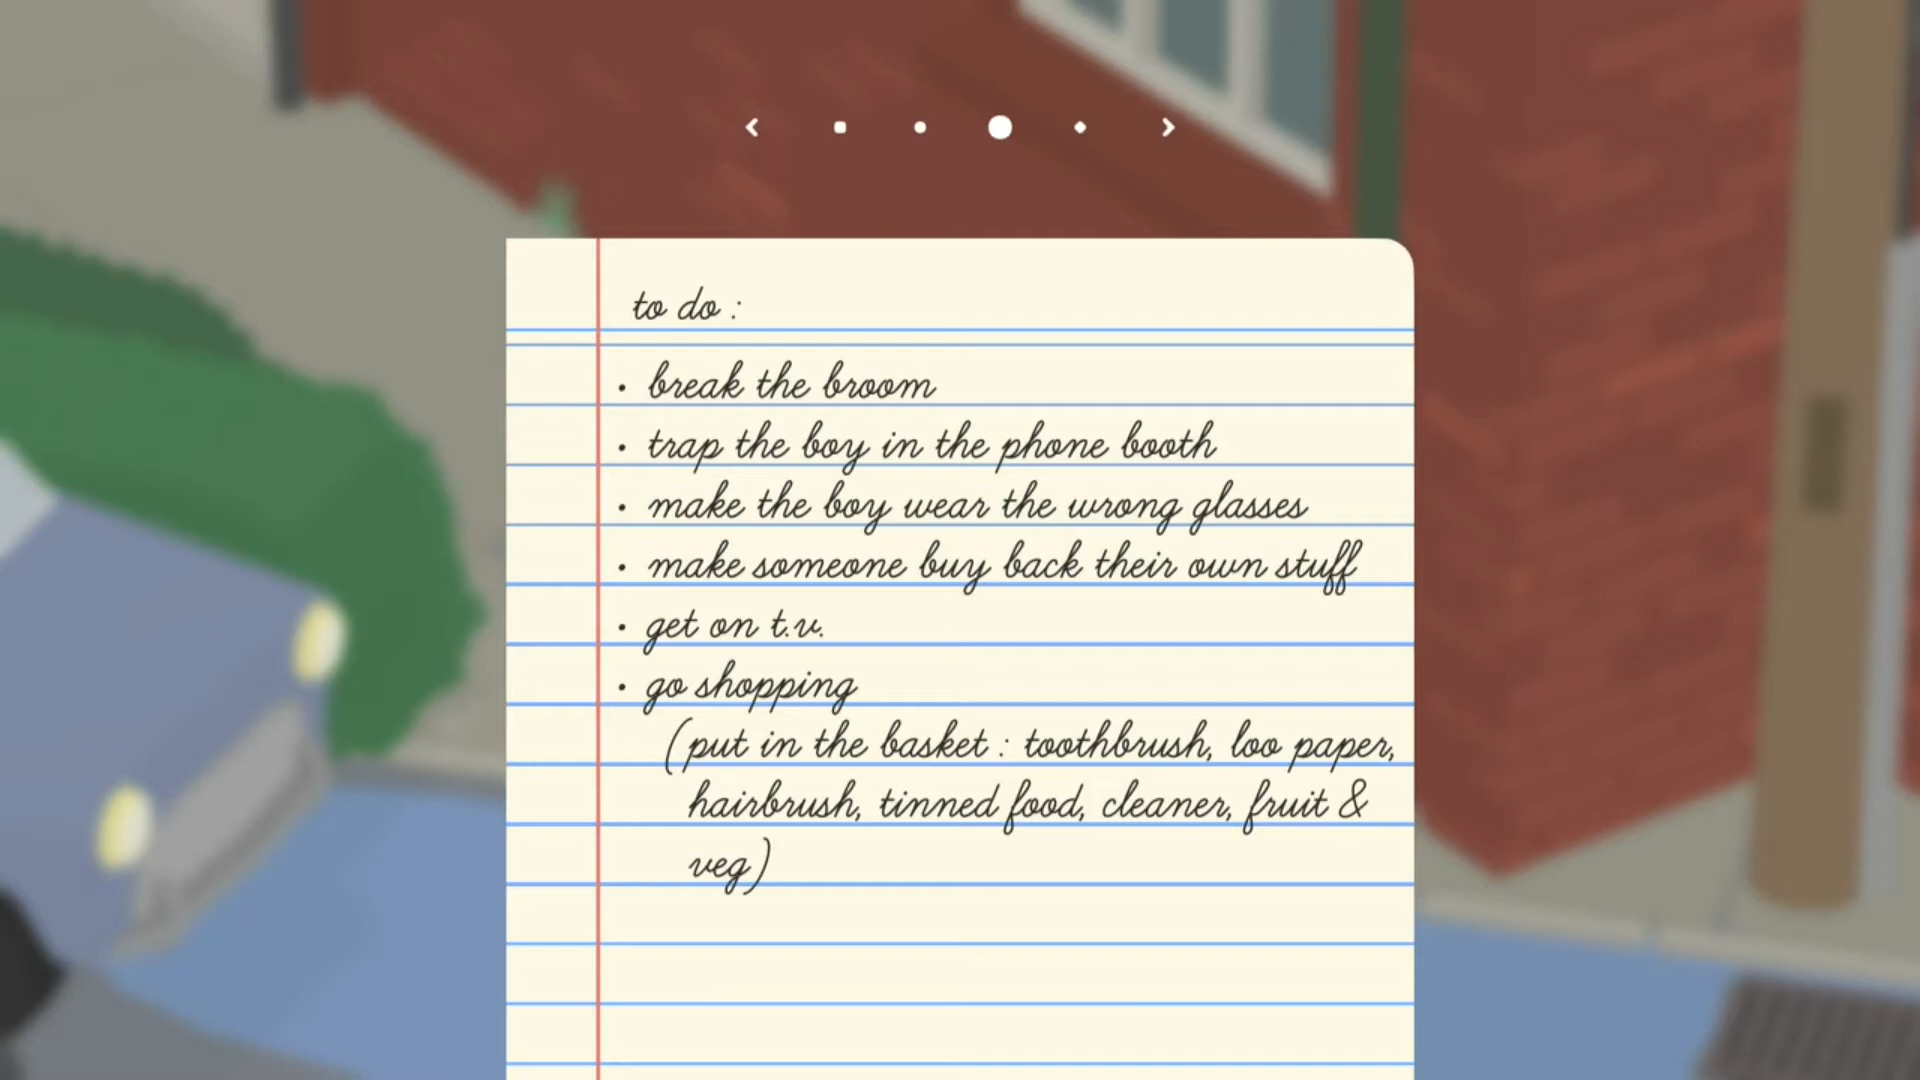 to do :
• break the broom
• trap the boy in the phone booth
• make the boy wear the wrong glasses
• make someone buy back their own stuff
• get on t.v.
• go shopping
(put in the basket : toothbrush, loo paper,
hairbrush, tinned food, cleaner, fruit &
veg)